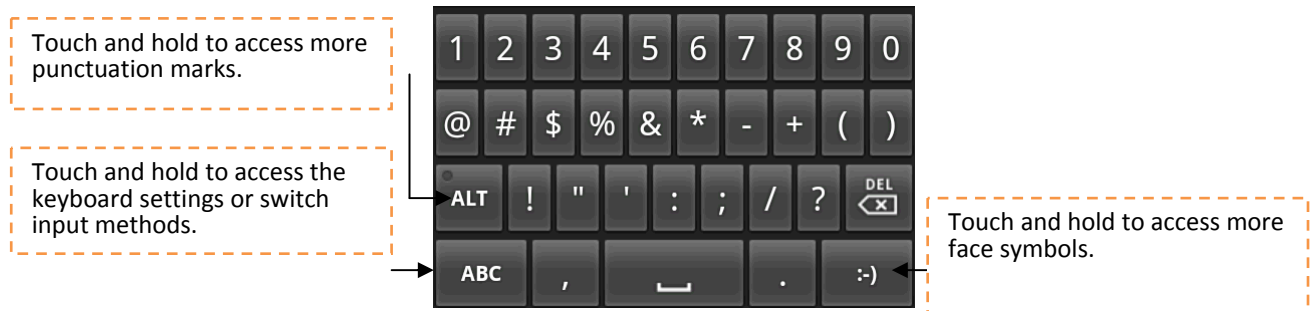 Touch and hold to access more
punctuation marks.
Touch and hold to access the
keyboard settings or switch
input methods.
1 2 3 4 5 6 7 8 9 0
@ # $ % & * - + ( )
ALT ! " ' : ; / ? DEL
ABC , . :-)
Touch and hold to access more
face symbols.